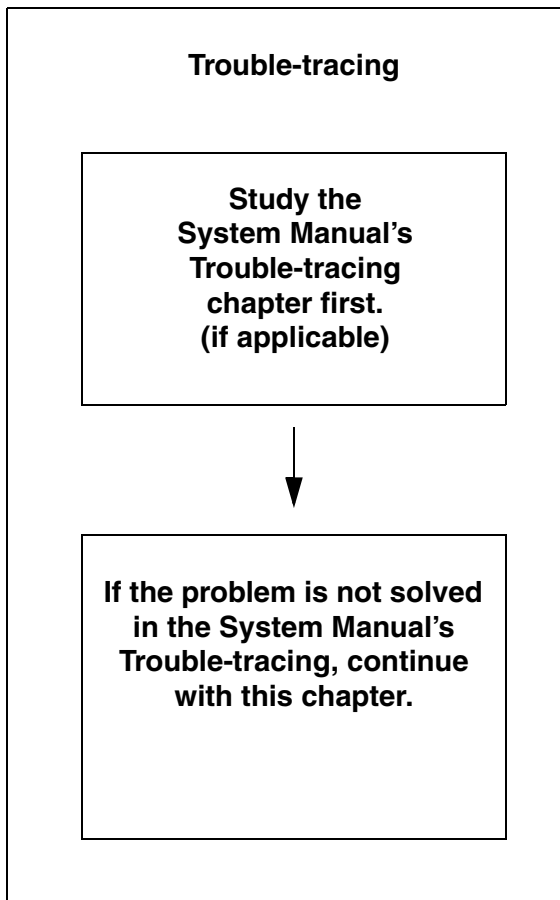 Trouble-tracing
Study the
System Manual's
Trouble-tracing
chapter first.
(if applicable)
If the problem is not solved
in the System Manual's
Trouble-tracing, continue
with this chapter.